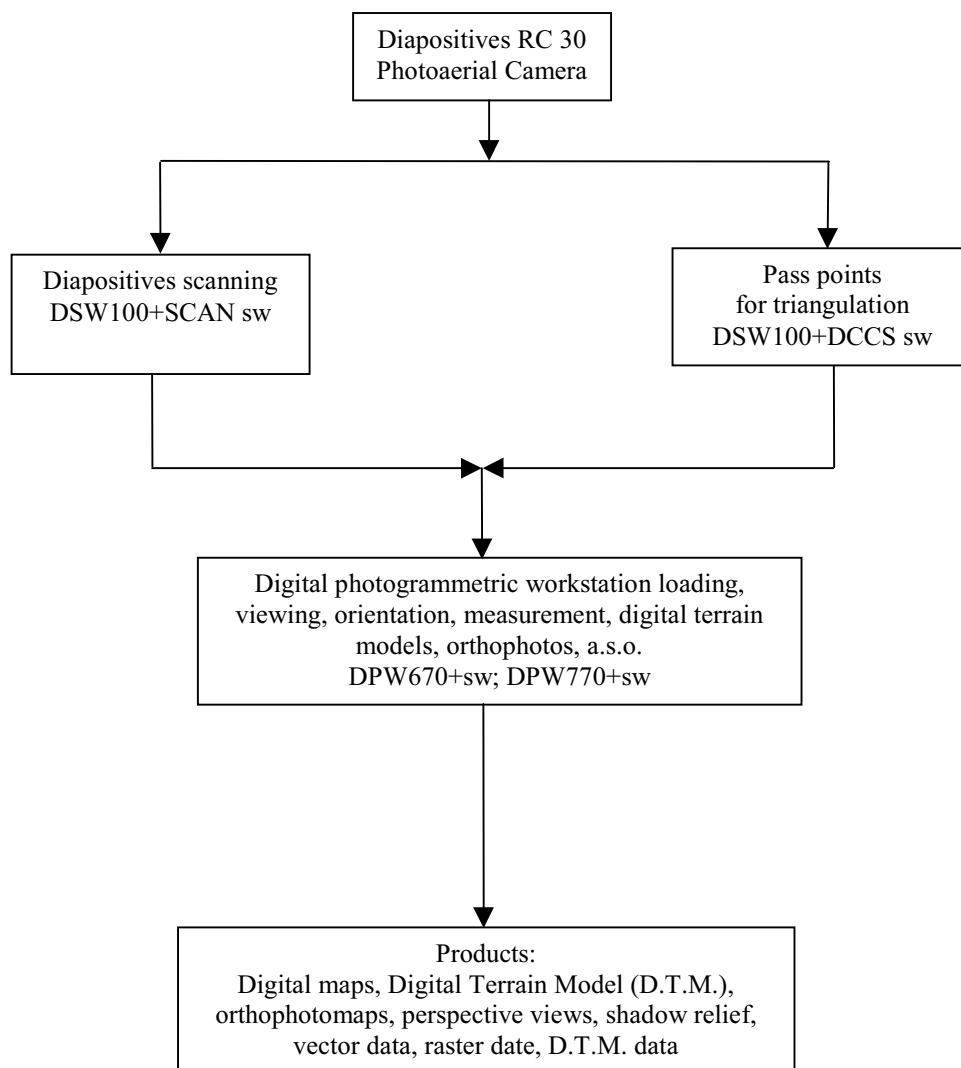 Diapositives RC 30
Photoaerial Camera
Diapositives scanning
DSW100+SCAN sw
Pass points
for triangulation
DSW100+DCCS sw
Digital photogrammetric workstation loading,
viewing, orientation, measurement, digital terrain
models, orthophotos, a.s.o.
DPW670+sw; DPW770+sw
Products:
Digital maps, Digital Terrain Model (D.T.M.),
orthophotomaps, perspective views, shadow relief,
vector data, raster date, D.T.M. data